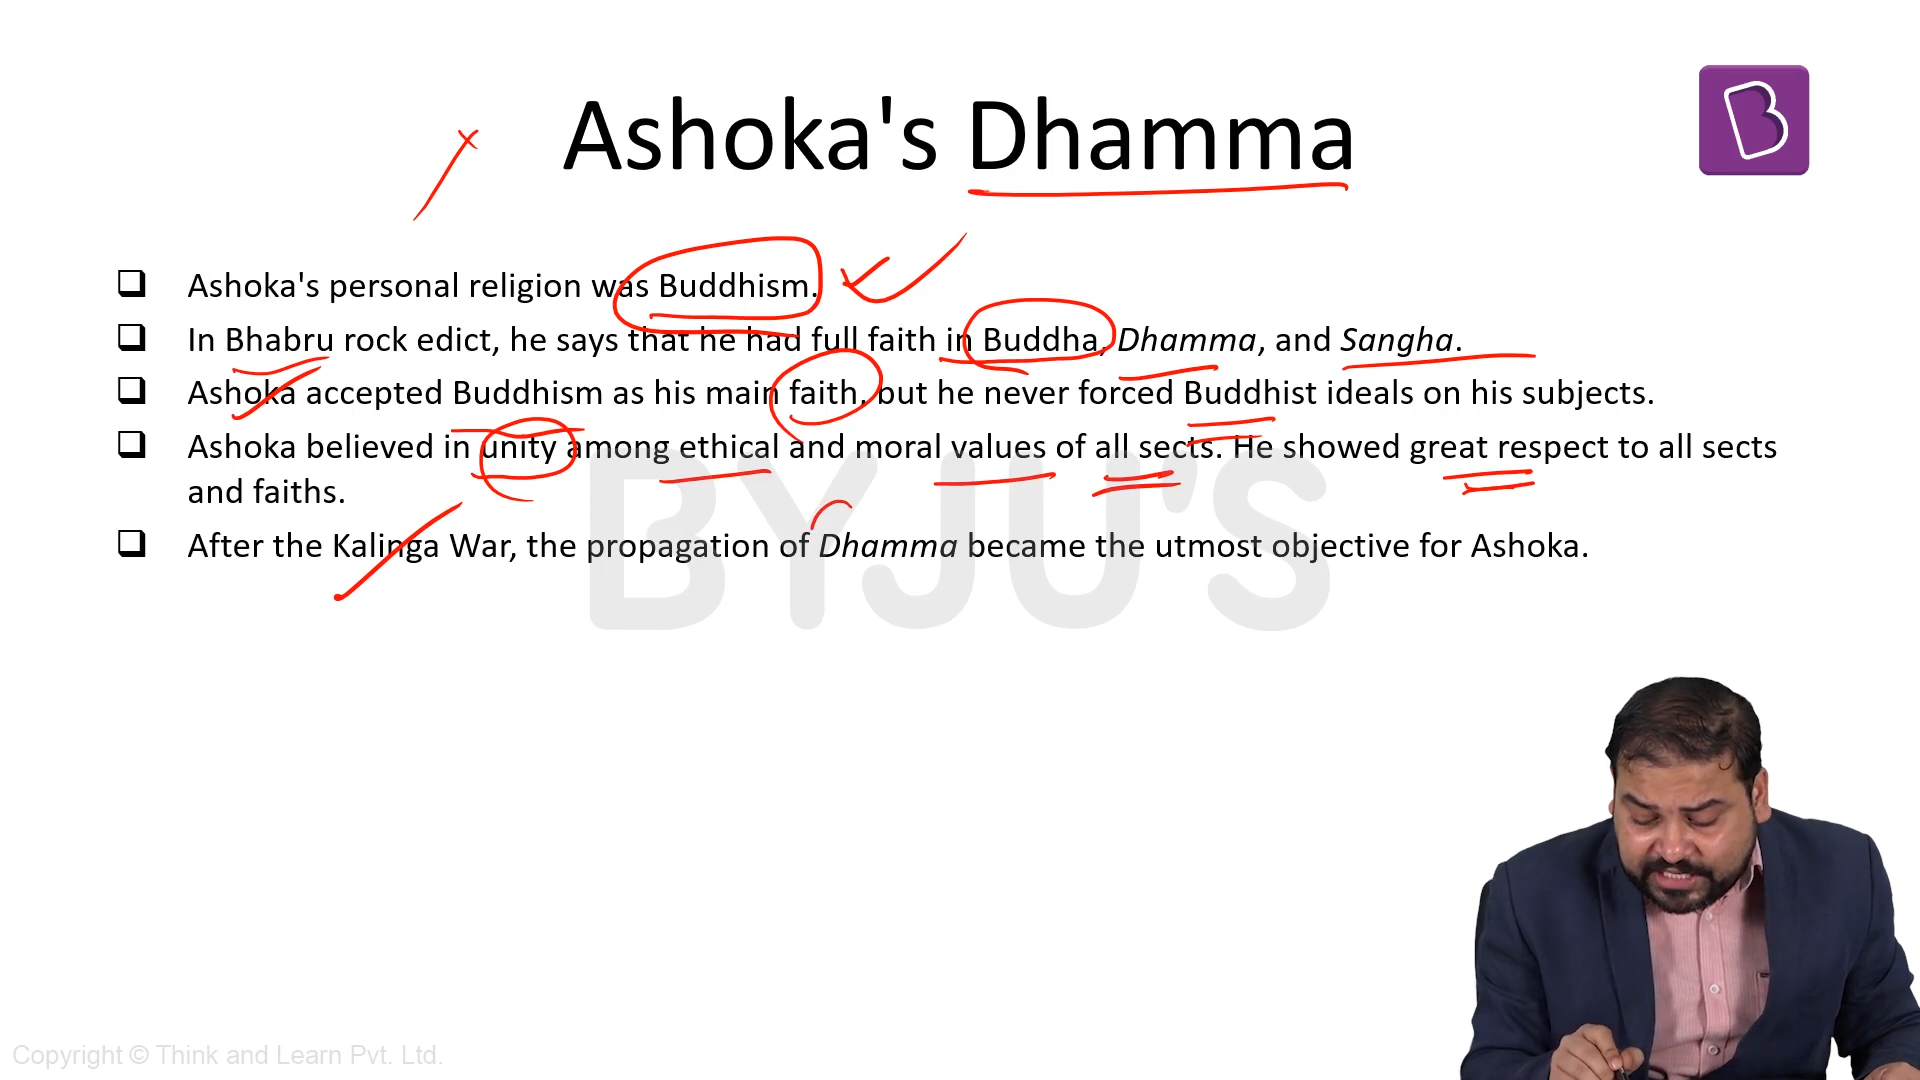 Ashoka's Dhamma
B
Ashoka's personal religion was Buddhism.
In Bhabru rock edict, he says that he had full faith in Buddha, Dhamma, and Sangha.
Ashoka accepted Buddhism as his main faith, but he never forced Buddhist ideals on his subjects.
Ashoka believed in unity among ethical and moral values of all sects. He showed great respect to all sects
and faiths.
After the Kalinga War, the propagation of Dhamma became the utmost objective for Ashoka.
BYJU'S
Copyright © Think and Learn Pvt. Ltd.